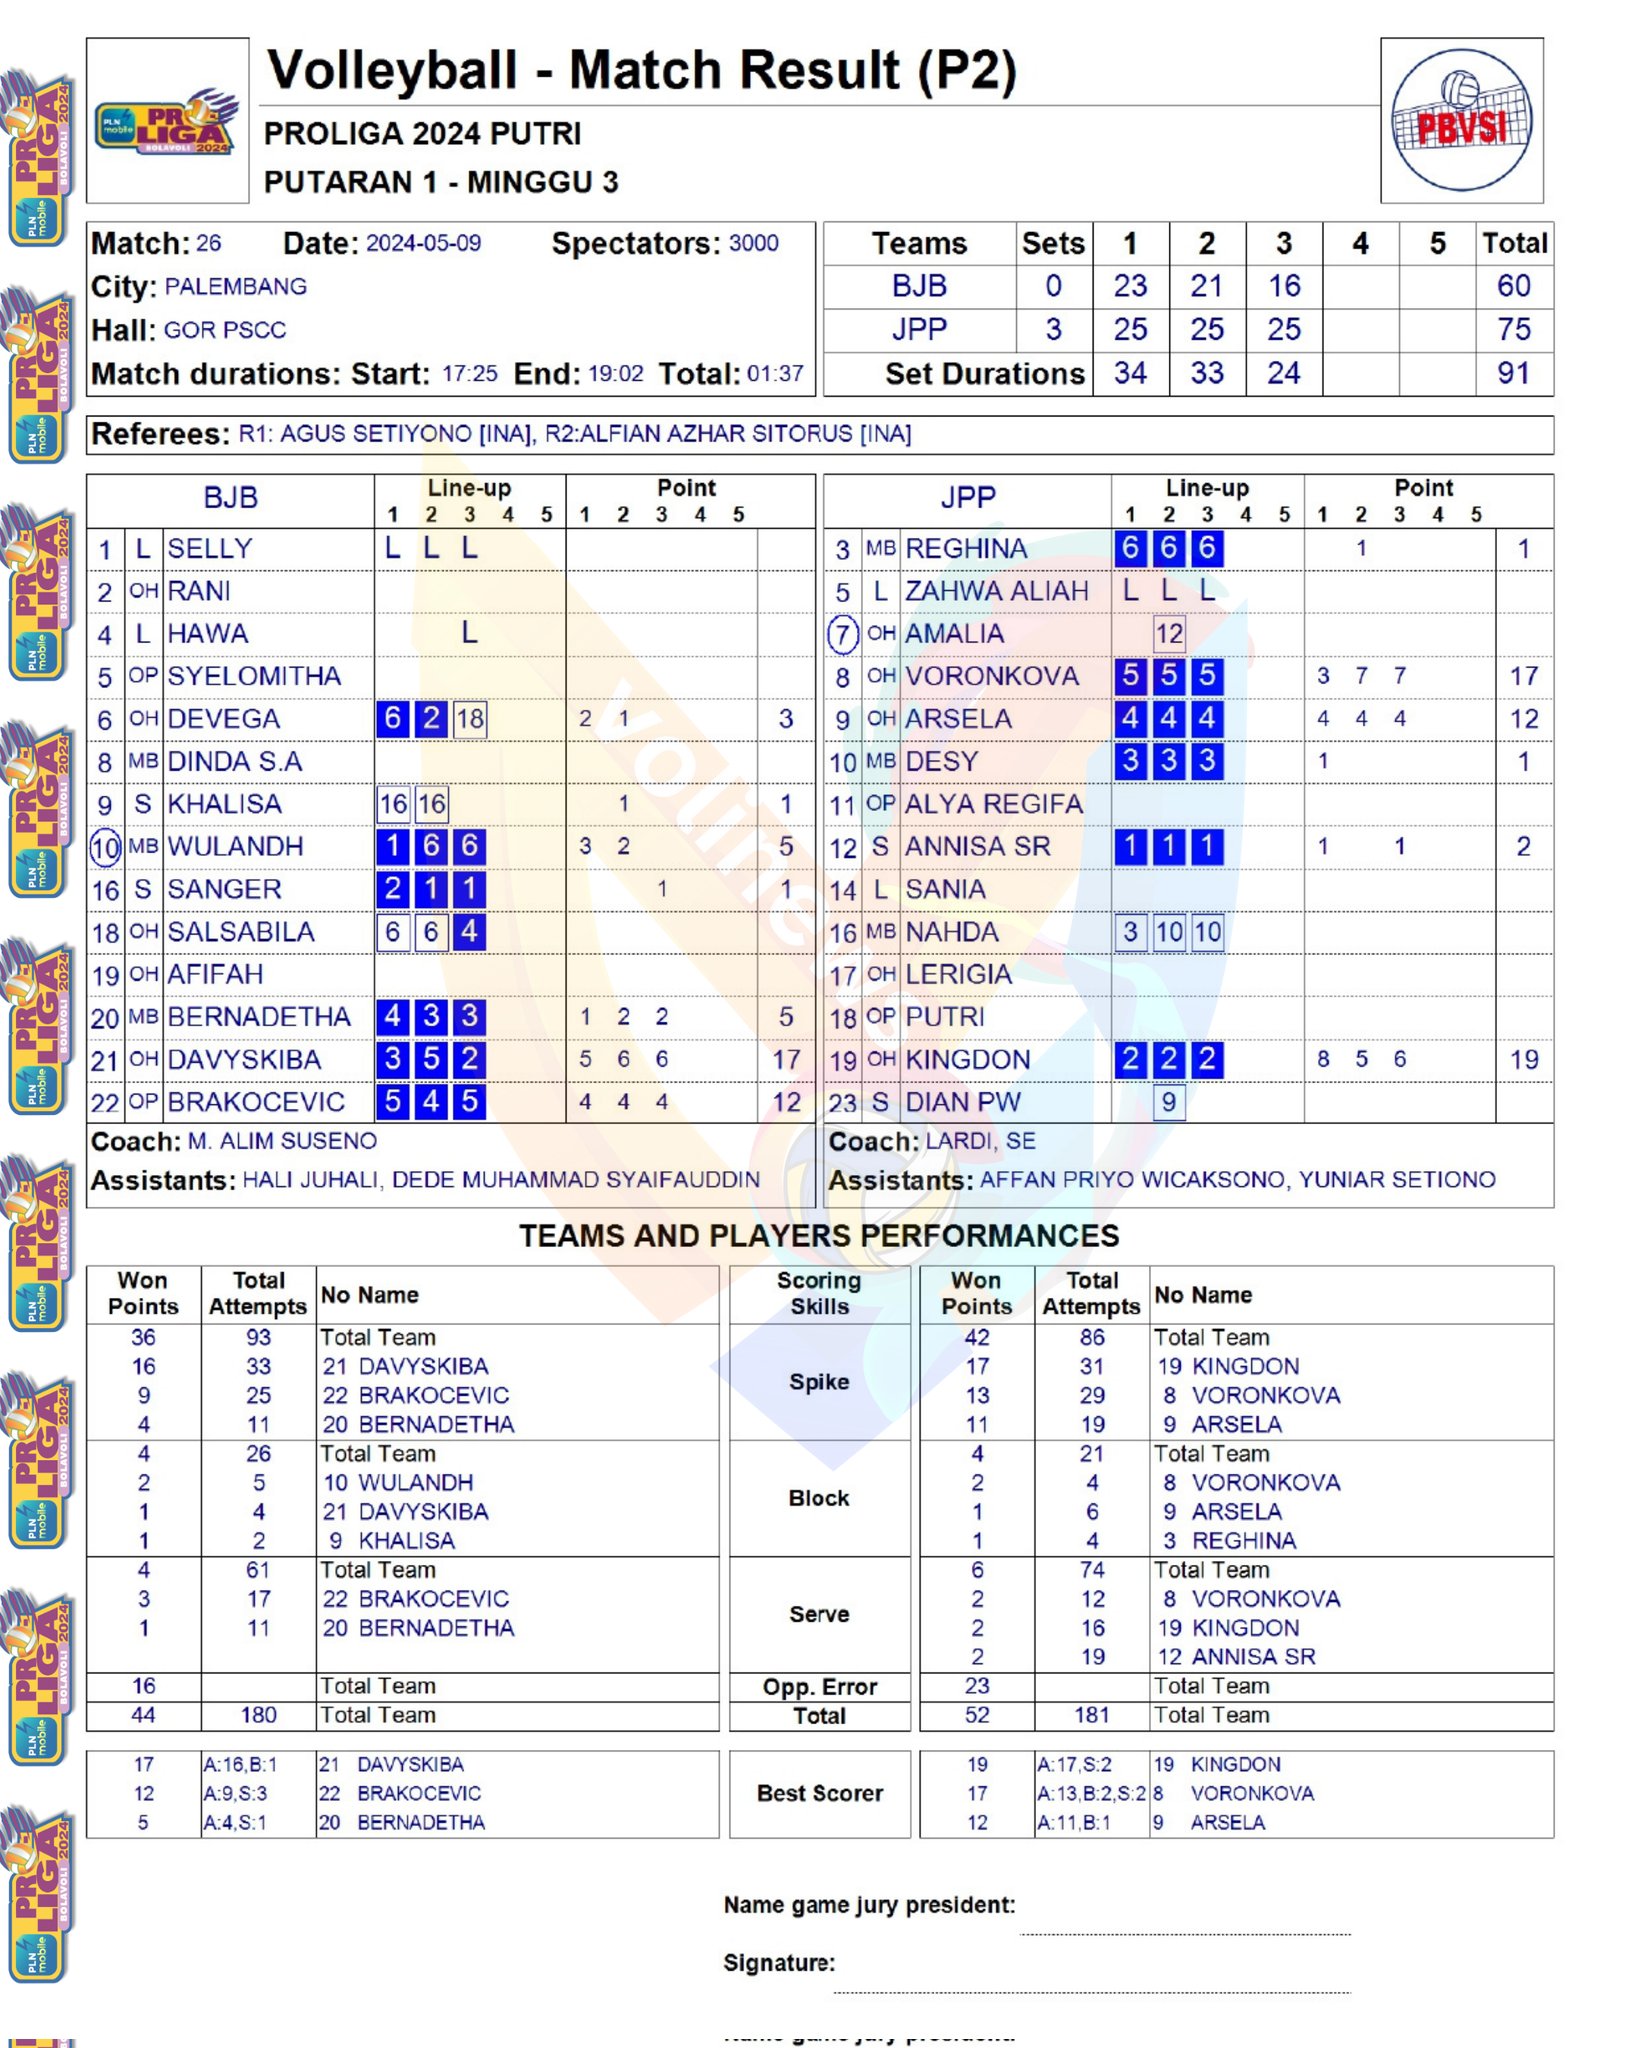 Volleyball - Match Result (P2)
PROLIGA 2024 PUTRI
PUTARAN 1 - MINGGU 3
PLN mobile PROLIGA BOLAVOLI 2024
PBVSI
Match: 26 Date: 2024-05-09 Spectators: 3000
City: PALEMBANG
Hall: GOR PSCC
Match durations: Start: 17:25 End: 19:02 Total: 01:37
Teams Sets 1 2 3 4 5 Total
BJB 0 23 21 16 60
JPP 3 25 25 25 75
Set Durations 34 33 24 91
Referees: R1: AGUS SETIYONO [INA], R2:ALFIAN AZHAR SITORUS [INA]
BJB Line-up Point
1 2 3 4 5 1 2 3 4 5
1 L SELLY L L L
2 OH RANI
4 L HAWA L
5 OP SYELOMITHA
6 OH DEVEGA 6 2 18 2 1 3
8 MB DINDA S.A
9 S KHALISA 16 16 1 1
10 MB WULANDH 1 6 6 3 2 5
16 S SANGER 2 1 1 1 1
18 OH SALSABILA 6 6 4
19 OH AFIFAH
20 MB BERNADETHA 4 3 3 1 2 2 5
21 OH DAVYSKIBA 3 5 2 5 6 6 17
22 OP BRAKOCEVIC 5 4 5 4 4 4 12
Coach: M. ALIM SUSENO
Assistants: HALI JUHALI, DEDE MUHAMMAD SYAIFAUDDIN
JPP Line-up Point
1 2 3 4 5 1 2 3 4 5
3 MB REGHINA 6 6 6 1 1
5 L ZAHWA ALIAH L L L
7 OH AMALIA 12
8 OH VORONKOVA 5 5 5 3 7 7 17
9 OH ARSELA 4 4 4 4 4 4 12
10 MB DESY 3 3 3 1 1
11 OP ALYA REGIFA
12 S ANNISA SR 1 1 1 1 1 2
14 L SANIA
16 MB NAHDA 3 10 10
17 OH LERIGIA
18 OP PUTRI
19 OH KINGDON 2 2 2 8 5 6 19
23 S DIAN PW 9
Coach: LARDI, SE
Assistants: AFFAN PRIYO WICAKSONO, YUNIAR SETIONO
volinews
TEAMS AND PLAYERS PERFORMANCES
Won Points Total Attempts No Name Scoring Skills Won Points Total Attempts No Name
36 93 Total Team Spike 42 86 Total Team
16 33 21 DAVYSKIBA 17 31 19 KINGDON
9 25 22 BRAKOCEVIC 13 29 8 VORONKOVA
4 11 20 BERNADETHA 11 19 9 ARSELA
4 26 Total Team Block 4 21 Total Team
2 5 10 WULANDH 2 4 8 VORONKOVA
1 4 21 DAVYSKIBA 1 6 9 ARSELA
1 2 9 KHALISA 1 4 3 REGHINA
4 61 Total Team Serve 6 74 Total Team
3 17 22 BRAKOCEVIC 2 12 8 VORONKOVA
1 11 20 BERNADETHA 2 16 19 KINGDON
2 19 12 ANNISA SR
16 Total Team Opp. Error 23 Total Team
44 180 Total Team Total 52 181 Total Team
17 A:16,B:1 21 DAVYSKIBA Best Scorer 19 A:17,S:2 19 KINGDON
12 A:9,S:3 22 BRAKOCEVIC 17 A:13,B:2,S:2 8 VORONKOVA
5 A:4,S:1 20 BERNADETHA 12 A:11,B:1 9 ARSELA
Name game jury president:
Signature: